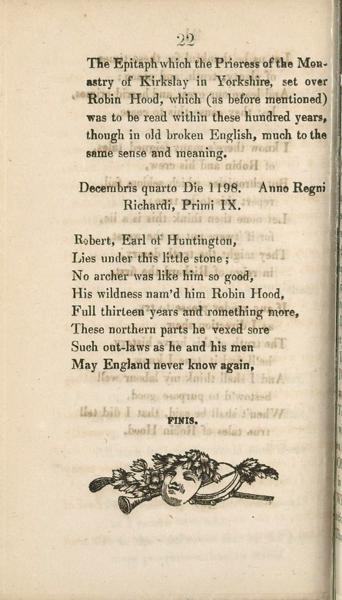 22
The Epitaph which the Prioress of the Mon-
astry of Kirkslay in Yorkshire, set over
Robin Hood, which (as before mentioned)
was to be read within these hundred years,
though in old broken English, much to the
same sense and meaning.
Decembris quarto Die 1198. Anno Regni
Richardi, Primi IX.
Robert, Earl of Huntington,
Lies under this little stone;
No archer was like him so good,
His wildness nam'd him Robin Hood,
Full thirteen years and romething more,
These northern parts he vexed sore
Such out-laws as he and his men
May England never know again,
FINIS.